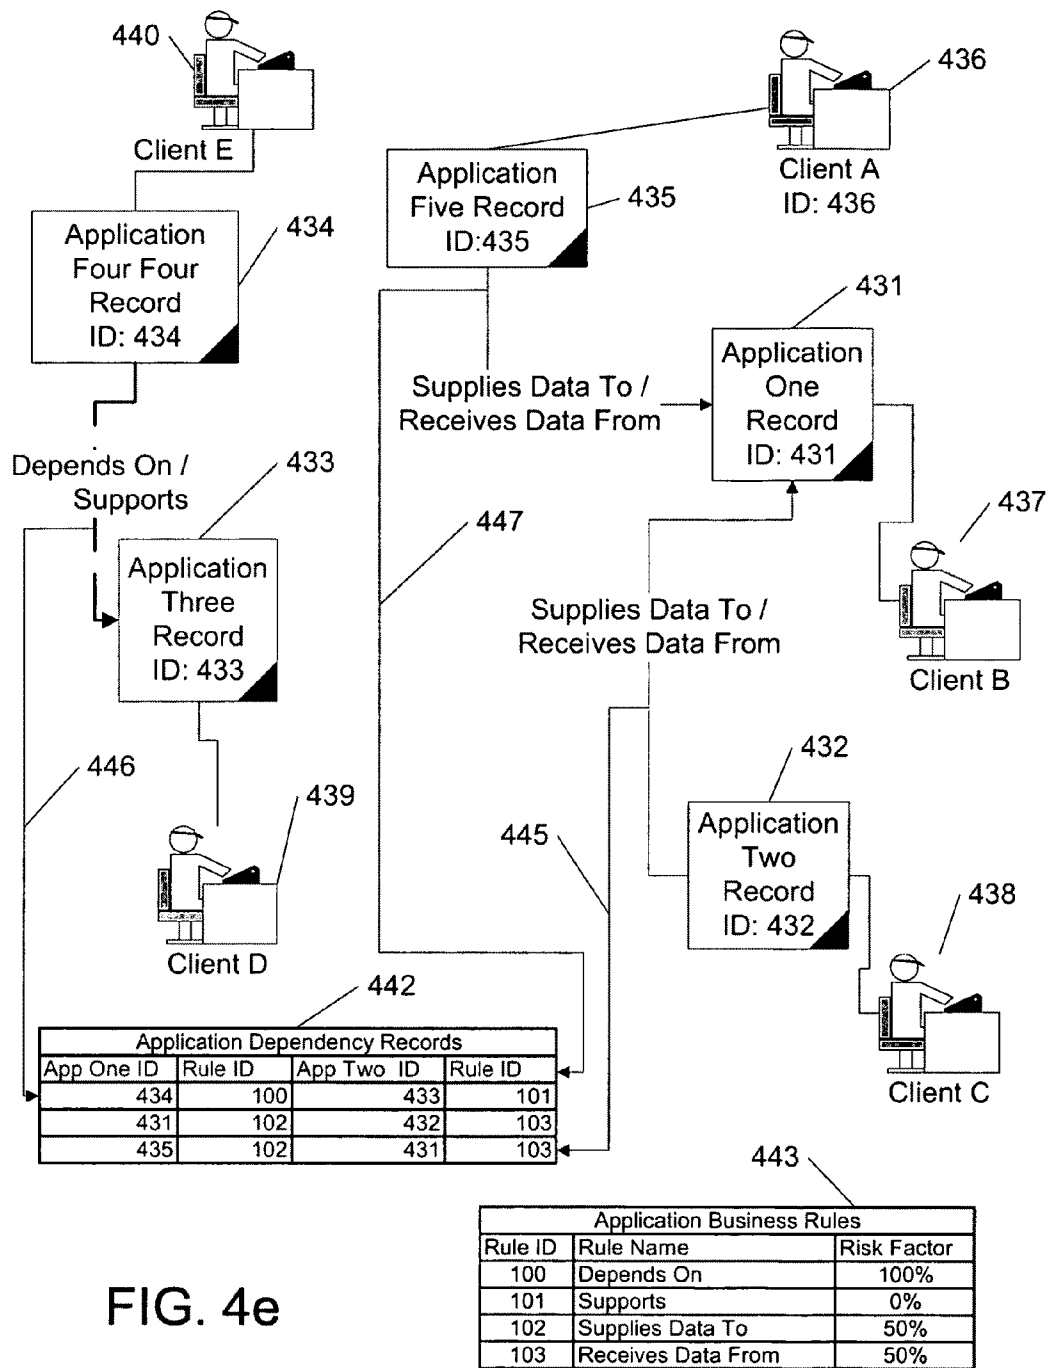 440
Client E
436
Client A
ID: 436
Application
Five Record
ID:435
435
Application
Four Four
Record
ID: 434
434
431
Application
One
Record
ID: 431
Supplies Data To /
Receives Data From
Depends On /
Supports
433
Application
Three
Record
ID: 433
447
437
Client B
Supplies Data To /
Receives Data From
446
439
Client D
445
432
Application
Two
Record
ID: 432
438
Client C
442
Application Dependency Records
App One ID Rule ID App Two ID Rule ID
434 100 433 101
431 102 432 103
435 102 431 103
443
Application Business Rules
Rule ID Rule Name Risk Factor
100 Depends On 100%
101 Supports 0%
102 Supplies Data To 50%
103 Receives Data From 50%
FIG. 4e